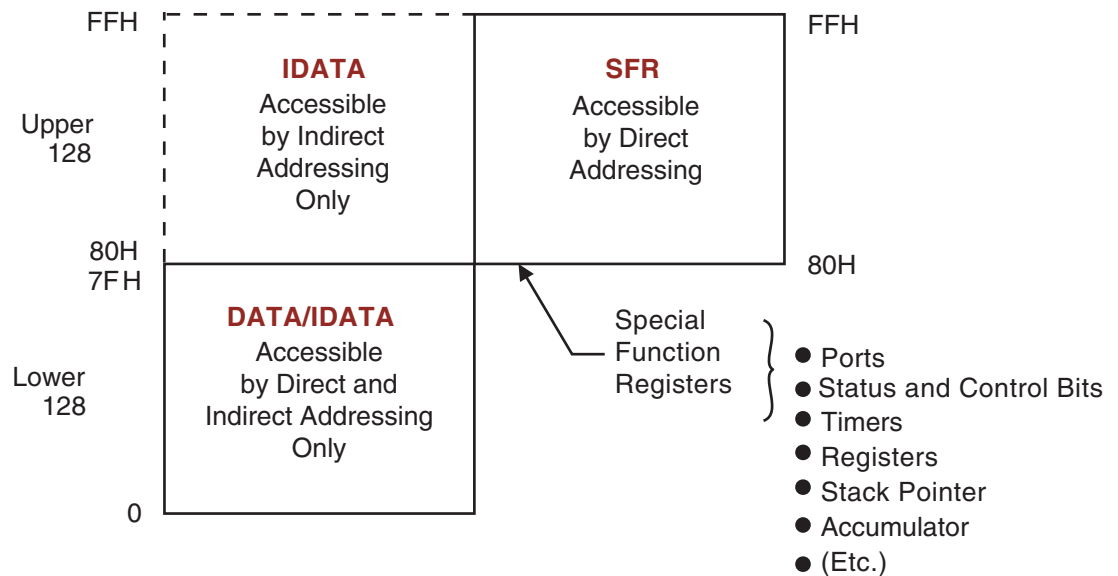 FFH
Upper
128
80H
7FH
Lower
128
0
IDATA
Accessible
by Indirect
Addressing
Only
SFR
Accessible
by Direct
Addressing
FFH
80H
DATA/IDATA
Accessible
by Direct and
Indirect Addressing
Only
Special
Function
Registers
● Ports
● Status and Control Bits
● Timers
● Registers
● Stack Pointer
● Accumulator
● (Etc.)